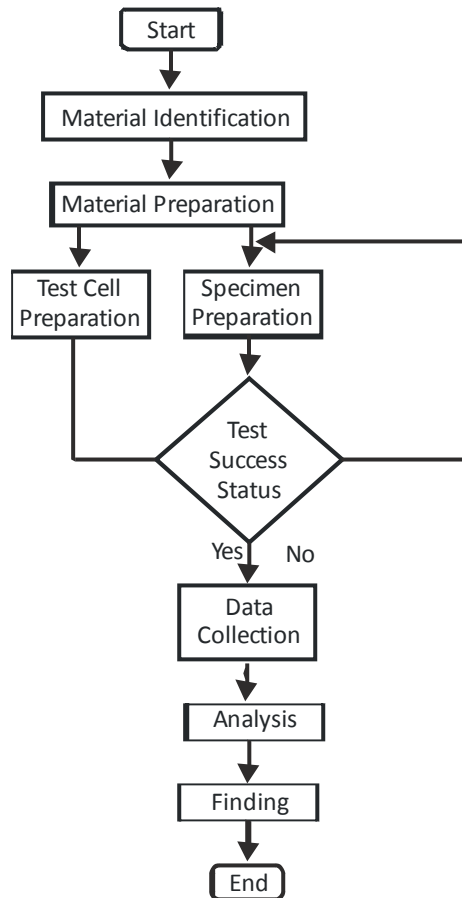 Start
Material Identification
Material Preparation
Test Cell
Preparation
Specimen
Preparation
Test
Success
Status
Yes
No
Data
Collection
Analysis
Finding
End